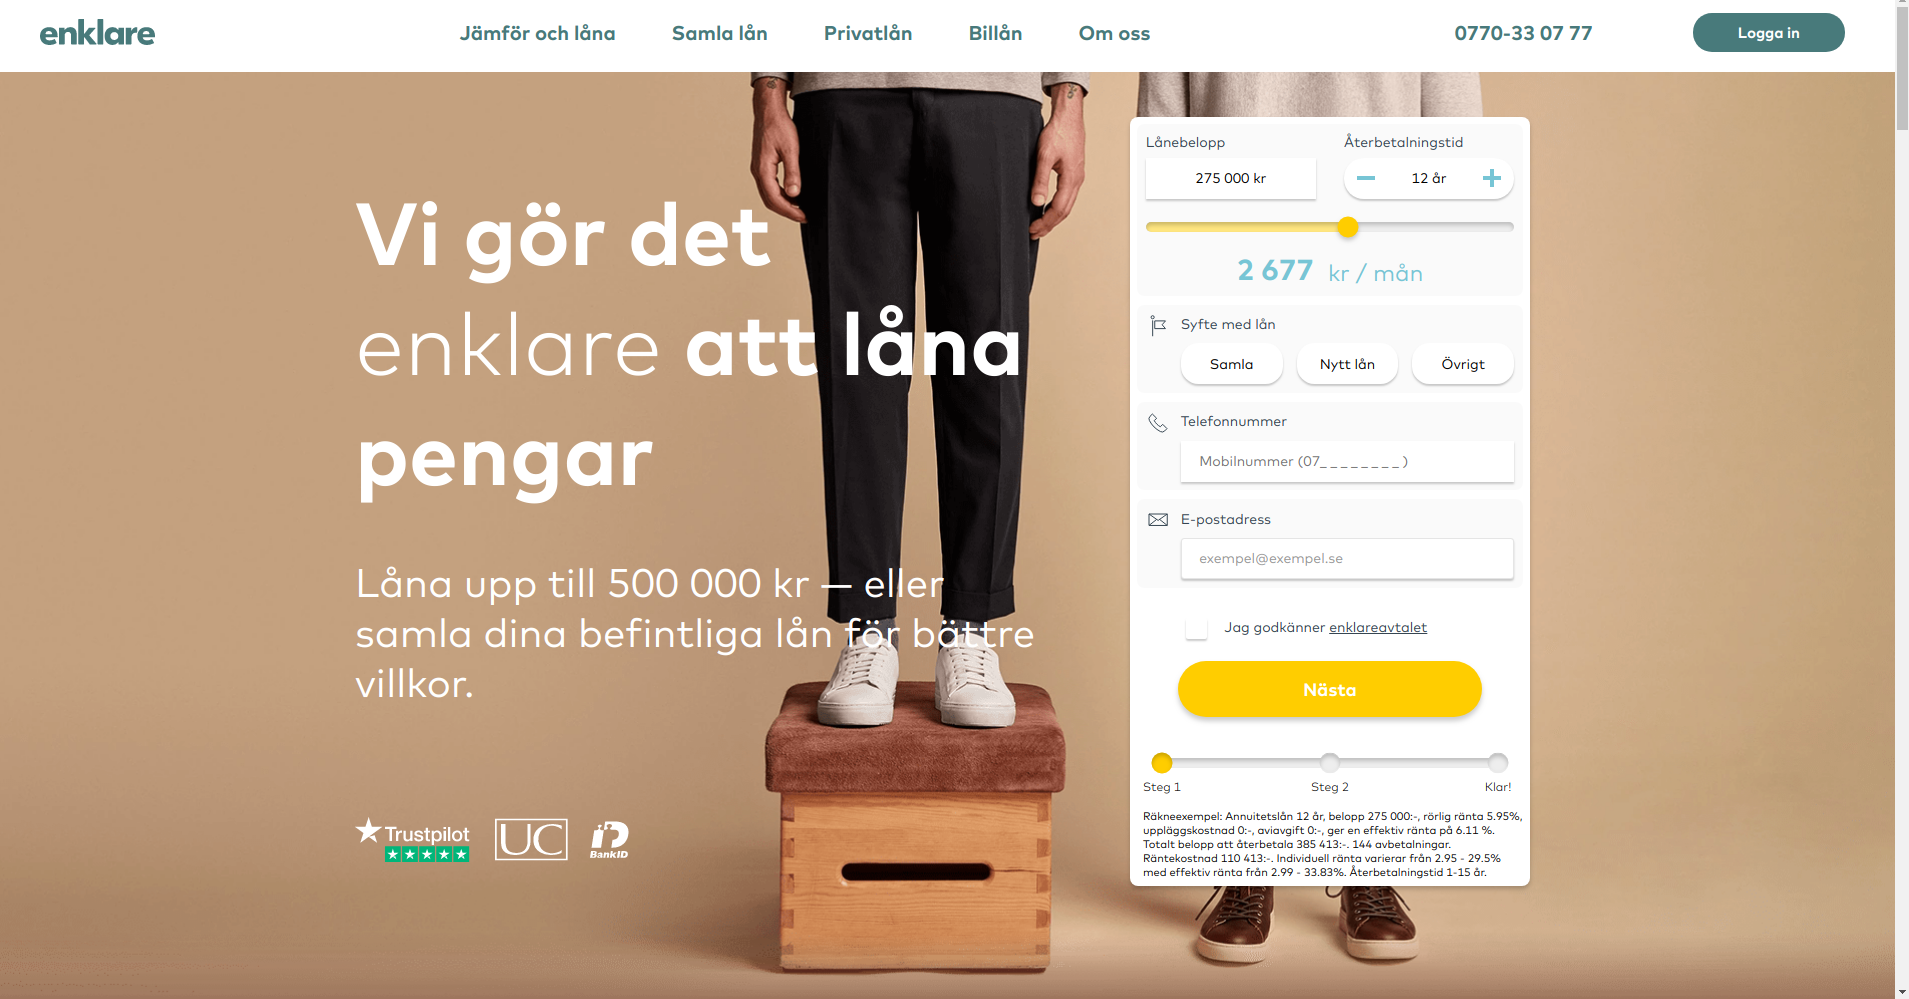 enklare
Jämför och låna
Samla lån
Privatlån
Billån
Om oss
0770-33 07 77
Logga in
Vi gör det
enklare att låna
pengar
Låna upp till 500 000 kr — eller
samla dina befintliga lån för bättre
villkor.
Trustpilot
UC
BankID
Lånebelopp
Återbetalningstid
275 000 kr
12 år
2 677 kr / mån
Syfte med lån
Samla
Nytt lån
Övrigt
Telefonnummer
Mobilnummer (07_ _ _ _ _ _ _ _ )
E-postadress
exempel@exempel.se
Jag godkänner enklareavtalet
Nästa
Steg 1
Steg 2
Klar!
Räkneexempel: Annuitetslån 12 år, belopp 275 000:-, rörlig ränta 5.95%,
uppläggskostnad 0:-, aviavgift 0:-, ger en effektiv ränta på 6.11 %.
Totalt belopp att återbetala 385 413:-. 144 avbetalningar.
Räntekostnad 110 413:-. Individuell ränta varierar från 2.95 - 29.5%
med effektiv ränta från 2.99 - 33.83%. Återbetalningstid 1-15 år.